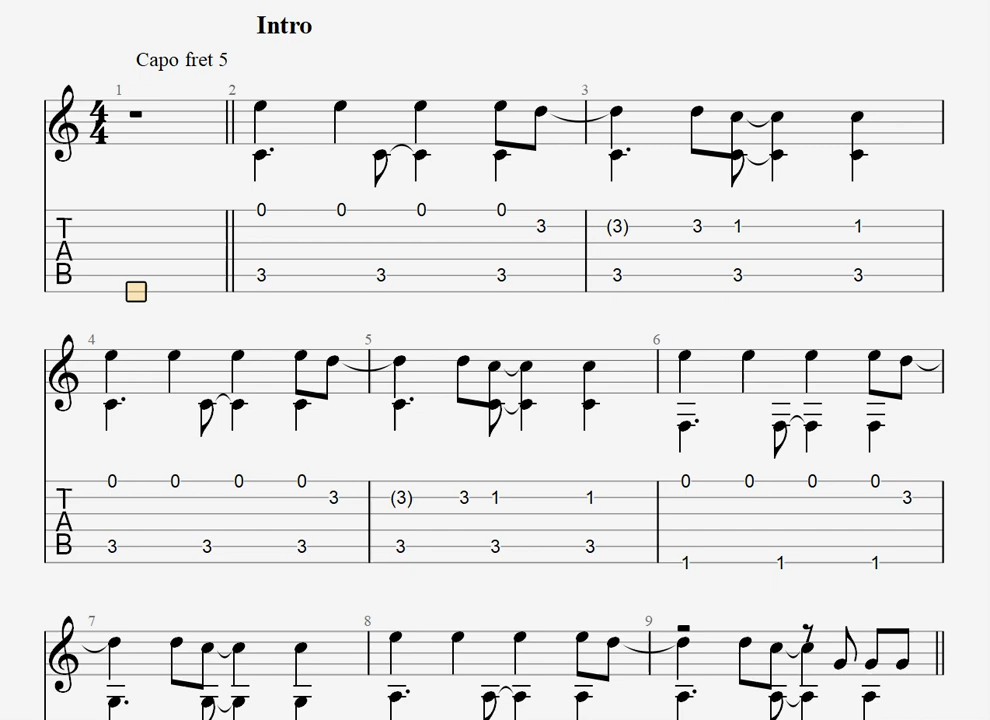 Intro
Capo fret 5
1 2 3
4
4
0 0 0 0
T 3 (3) 3 1 1
A
B 3 3 3 3 3 3
4 5 6
0 0 0 0 0 0 0 0
T 3 (3) 3 1 1 3
A
B 3 3 3 3 3 3
1 1 1
7 8 9